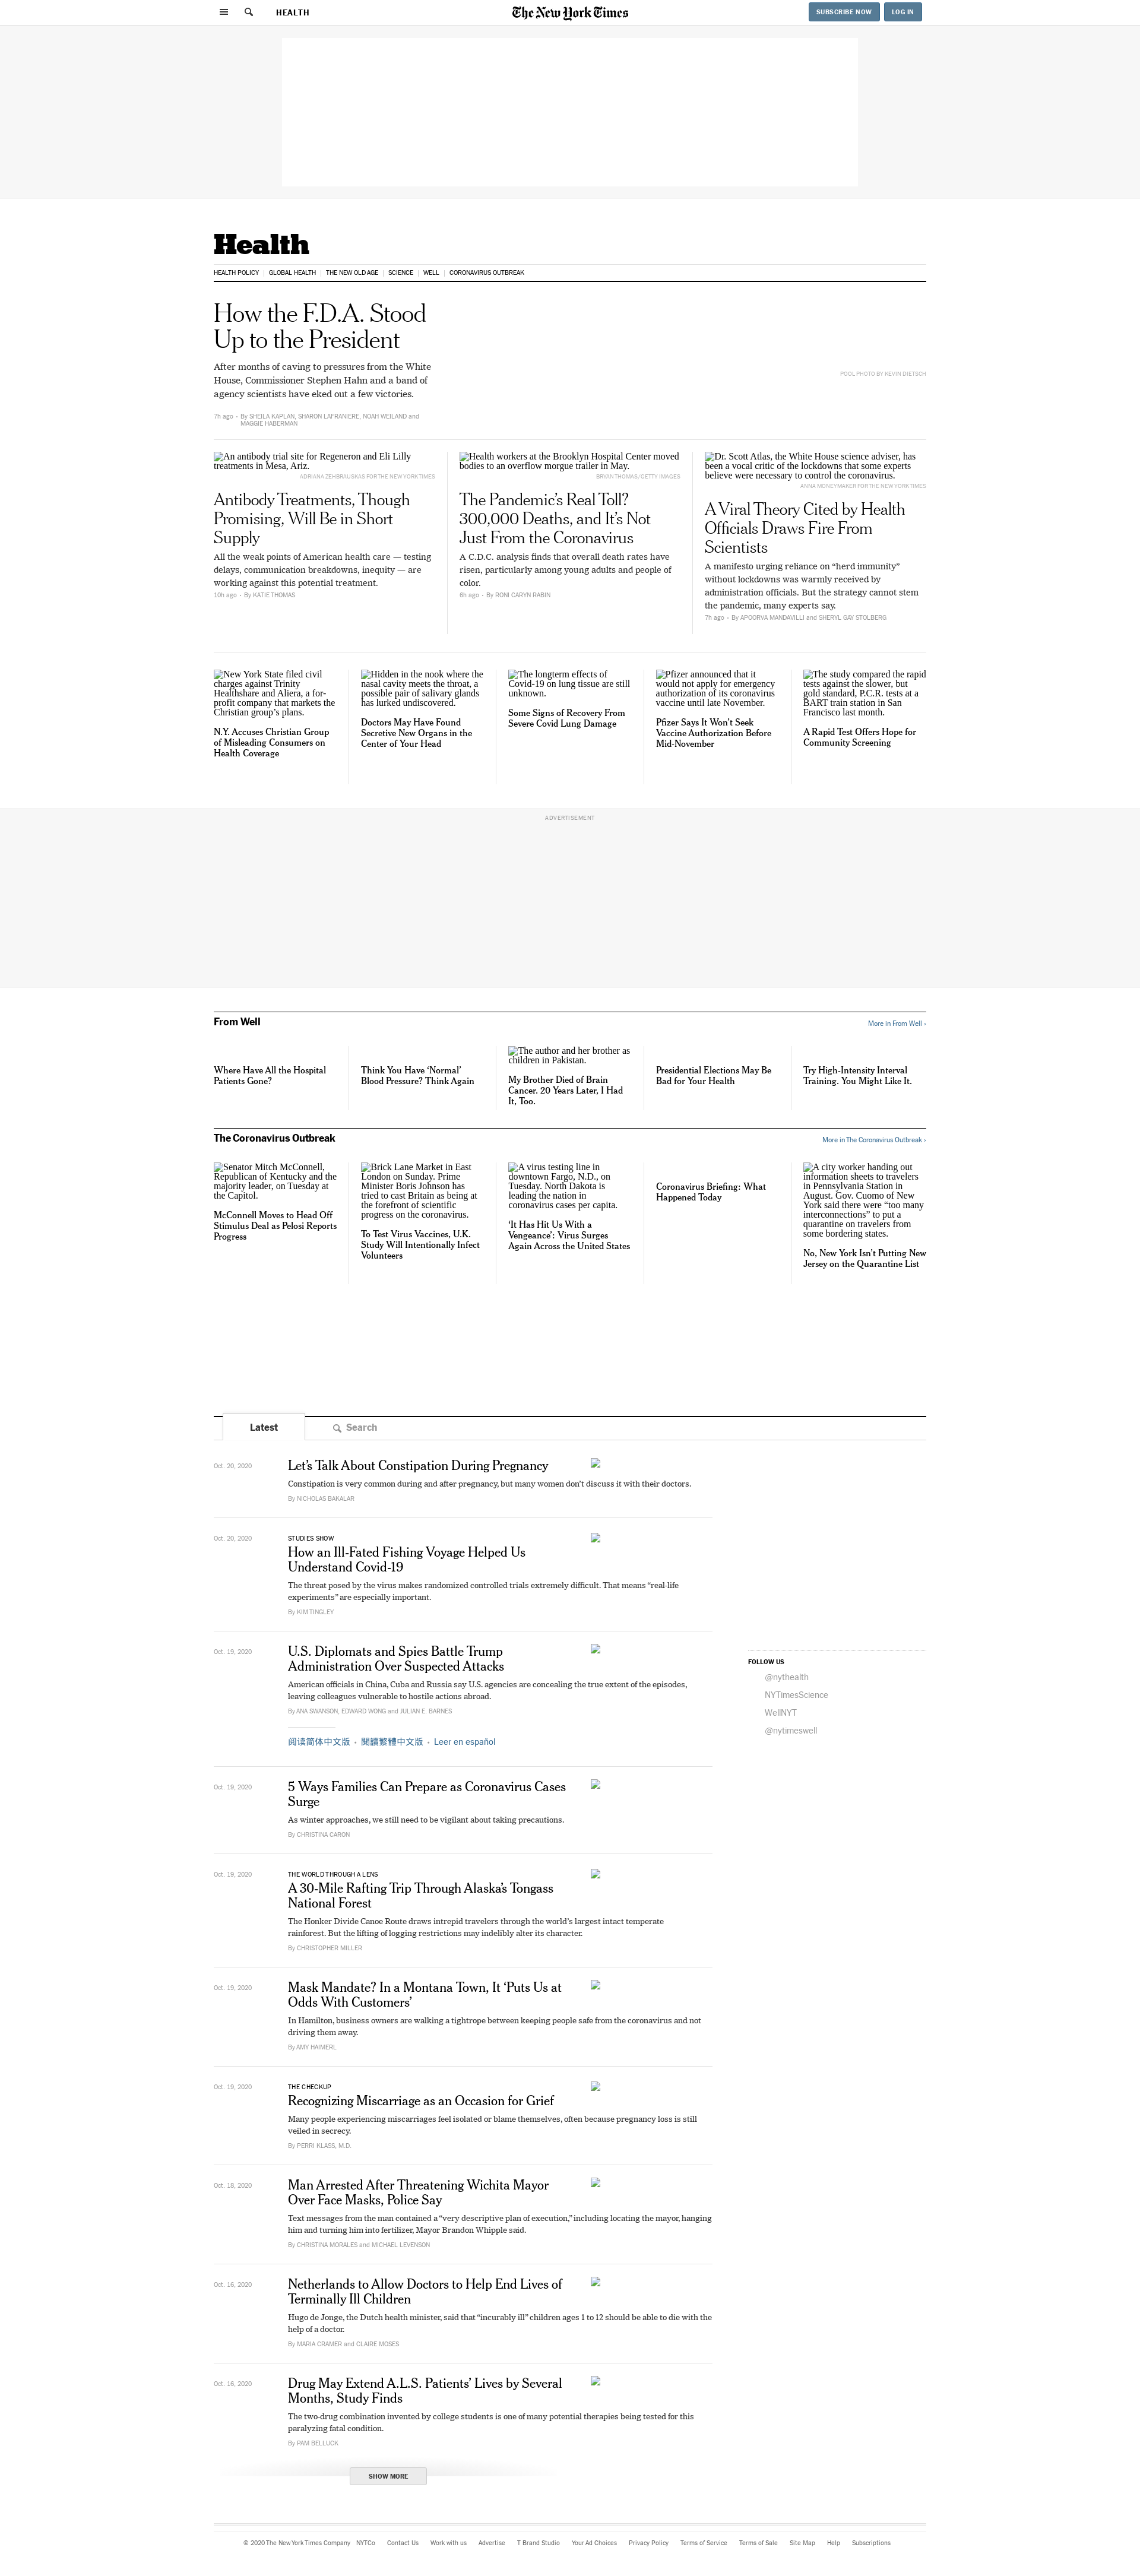 HEALTH
The New York Times
SUBSCRIBE NOW
LOG IN
Health
HEALTH POLICY
GLOBAL HEALTH
THE NEW OLD AGE
SCIENCE
WELL
CORONAVIRUS OUTBREAK
How the F.D.A. Stood
Up to the President
After months of caving to pressures from the White
House, Commissioner Stephen Hahn and a band of
agency scientists have eked out a few victories.
7h ago · By SHEILA KAPLAN, SHARON LAFRANIERE, NOAH WEILAND and
MAGGIE HABERMAN
POOL PHOTO BY KEVIN DIETSCH
An antibody trial site for Regeneron and Eli Lilly
treatments in Mesa, Ariz.
ADRIANA ZEHBRAUSKAS FOR THE NEW YORK TIMES
Antibody Treatments, Though
Promising, Will Be in Short
Supply
All the weak points of American health care — testing
delays, communication breakdowns, inequity — are
working against this potential treatment.
10h ago · By KATIE THOMAS
Health workers at the Brooklyn Hospital Center moved
bodies to an overflow morgue trailer in May.
BRYAN THOMAS/GETTY IMAGES
The Pandemic’s Real Toll?
300,000 Deaths, and It’s Not
Just From the Coronavirus
A C.D.C. analysis finds that overall death rates have
risen, particularly among young adults and people of
color.
6h ago · By RONI CARYN RABIN
Dr. Scott Atlas, the White House science adviser, has
been a vocal critic of the lockdowns that some experts
believe were necessary to control the coronavirus.
ANNA MONEYMAKER FOR THE NEW YORK TIMES
A Viral Theory Cited by Health
Officials Draws Fire From
Scientists
A manifesto urging reliance on “herd immunity”
without lockdowns was warmly received by
administration officials. But the strategy cannot stem
the pandemic, many experts say.
7h ago · By APOORVA MANDAVILLI and SHERYL GAY STOLBERG
New York State filed civil
charges against Trinity
Healthshare and Aliera, a for-
profit company that markets the
Christian group’s plans.
N.Y. Accuses Christian Group
of Misleading Consumers on
Health Coverage
Hidden in the nook where the
nasal cavity meets the throat, a
possible pair of salivary glands
has lurked undiscovered.
Doctors May Have Found
Secretive New Organs in the
Center of Your Head
The longterm effects of
Covid-19 on lung tissue are still
unknown.
Some Signs of Recovery From
Severe Covid Lung Damage
Pfizer announced that it
would not apply for emergency
authorization of its coronavirus
vaccine until late November.
Pfizer Says It Won’t Seek
Vaccine Authorization Before
Mid-November
The study compared the rapid
tests against the slower, but
gold standard, P.C.R. tests at a
BART train station in San
Francisco last month.
A Rapid Test Offers Hope for
Community Screening
ADVERTISEMENT
From Well
More in From Well ›
Where Have All the Hospital
Patients Gone?
Think You Have ‘Normal’
Blood Pressure? Think Again
The author and her brother as
children in Pakistan.
My Brother Died of Brain
Cancer. 20 Years Later, I Had
It, Too.
Presidential Elections May Be
Bad for Your Health
Try High-Intensity Interval
Training. You Might Like It.
The Coronavirus Outbreak
More in The Coronavirus Outbreak ›
Senator Mitch McConnell,
Republican of Kentucky and the
majority leader, on Tuesday at
the Capitol.
McConnell Moves to Head Off
Stimulus Deal as Pelosi Reports
Progress
Brick Lane Market in East
London on Sunday. Prime
Minister Boris Johnson has
tried to cast Britain as being at
the forefront of scientific
progress on the coronavirus.
To Test Virus Vaccines, U.K.
Study Will Intentionally Infect
Volunteers
A virus testing line in
downtown Fargo, N.D., on
Tuesday. North Dakota is
leading the nation in
coronavirus cases per capita.
‘It Has Hit Us With a
Vengeance’: Virus Surges
Again Across the United States
Coronavirus Briefing: What
Happened Today
A city worker handing out
information sheets to travelers
in Pennsylvania Station in
August. Gov. Cuomo of New
York said there were “too many
interconnections” to put a
quarantine on travelers from
some bordering states.
No, New York Isn’t Putting New
Jersey on the Quarantine List
Latest
Search
Oct. 20, 2020
Let’s Talk About Constipation During Pregnancy
Constipation is very common during and after pregnancy, but many women don’t discuss it with their doctors.
By NICHOLAS BAKALAR
Oct. 20, 2020
STUDIES SHOW
How an Ill-Fated Fishing Voyage Helped Us
Understand Covid-19
The threat posed by the virus makes randomized controlled trials extremely difficult. That means “real-life
experiments” are especially important.
By KIM TINGLEY
Oct. 19, 2020
U.S. Diplomats and Spies Battle Trump
Administration Over Suspected Attacks
American officials in China, Cuba and Russia say U.S. agencies are concealing the true extent of the episodes,
leaving colleagues vulnerable to hostile actions abroad.
By ANA SWANSON, EDWARD WONG and JULIAN E. BARNES
阅读简体中文版 · 閱讀繁體中文版 · Leer en español
FOLLOW US
@nythealth
NYTimesScience
WellNYT
@nytimeswell
Oct. 19, 2020
5 Ways Families Can Prepare as Coronavirus Cases
Surge
As winter approaches, we still need to be vigilant about taking precautions.
By CHRISTINA CARON
Oct. 19, 2020
THE WORLD THROUGH A LENS
A 30-Mile Rafting Trip Through Alaska’s Tongass
National Forest
The Honker Divide Canoe Route draws intrepid travelers through the world’s largest intact temperate
rainforest. But the lifting of logging restrictions may indelibly alter its character.
By CHRISTOPHER MILLER
Oct. 19, 2020
Mask Mandate? In a Montana Town, It ‘Puts Us at
Odds With Customers’
In Hamilton, business owners are walking a tightrope between keeping people safe from the coronavirus and not
driving them away.
By AMY HAIMERL
Oct. 19, 2020
THE CHECKUP
Recognizing Miscarriage as an Occasion for Grief
Many people experiencing miscarriages feel isolated or blame themselves, often because pregnancy loss is still
veiled in secrecy.
By PERRI KLASS, M.D.
Oct. 18, 2020
Man Arrested After Threatening Wichita Mayor
Over Face Masks, Police Say
Text messages from the man contained a “very descriptive plan of execution,” including locating the mayor, hanging
him and turning him into fertilizer, Mayor Brandon Whipple said.
By CHRISTINA MORALES and MICHAEL LEVENSON
Oct. 16, 2020
Netherlands to Allow Doctors to Help End Lives of
Terminally Ill Children
Hugo de Jonge, the Dutch health minister, said that “incurably ill” children ages 1 to 12 should be able to die with the
help of a doctor.
By MARIA CRAMER and CLAIRE MOSES
Oct. 16, 2020
Drug May Extend A.L.S. Patients’ Lives by Several
Months, Study Finds
The two-drug combination invented by college students is one of many potential therapies being tested for this
paralyzing fatal condition.
By PAM BELLUCK
SHOW MORE
© 2020 The New York Times Company
NYTCo
Contact Us
Work with us
Advertise
T Brand Studio
Your Ad Choices
Privacy Policy
Terms of Service
Terms of Sale
Site Map
Help
Subscriptions